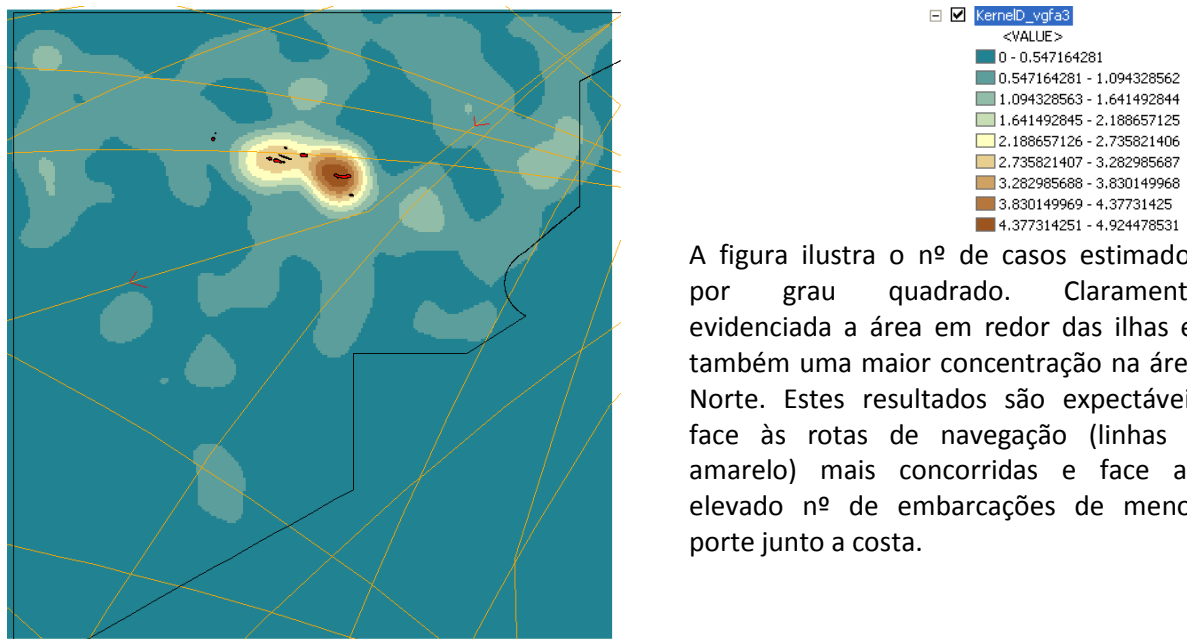 KernelD_vgfa3
<VALUE>
0 - 0.547164281
0.547164281 - 1.094328562
1.094328563 - 1.641492844
1.641492845 - 2.188657125
2.188657126 - 2.735821406
2.735821407 - 3.282985687
3.282985688 - 3.830149968
3.830149969 - 4.37731425
4.377314251 - 4.924478531
A figura ilustra o nº de casos estimado
por grau quadrado. Clarament
evidenciada a área em redor das ilhas e
também uma maior concentração na áre
Norte. Estes resultados são expectávei
face às rotas de navegação (linhas
amarelo) mais concorridas e face a
elevado nº de embarcações de meno
porte junto a costa.